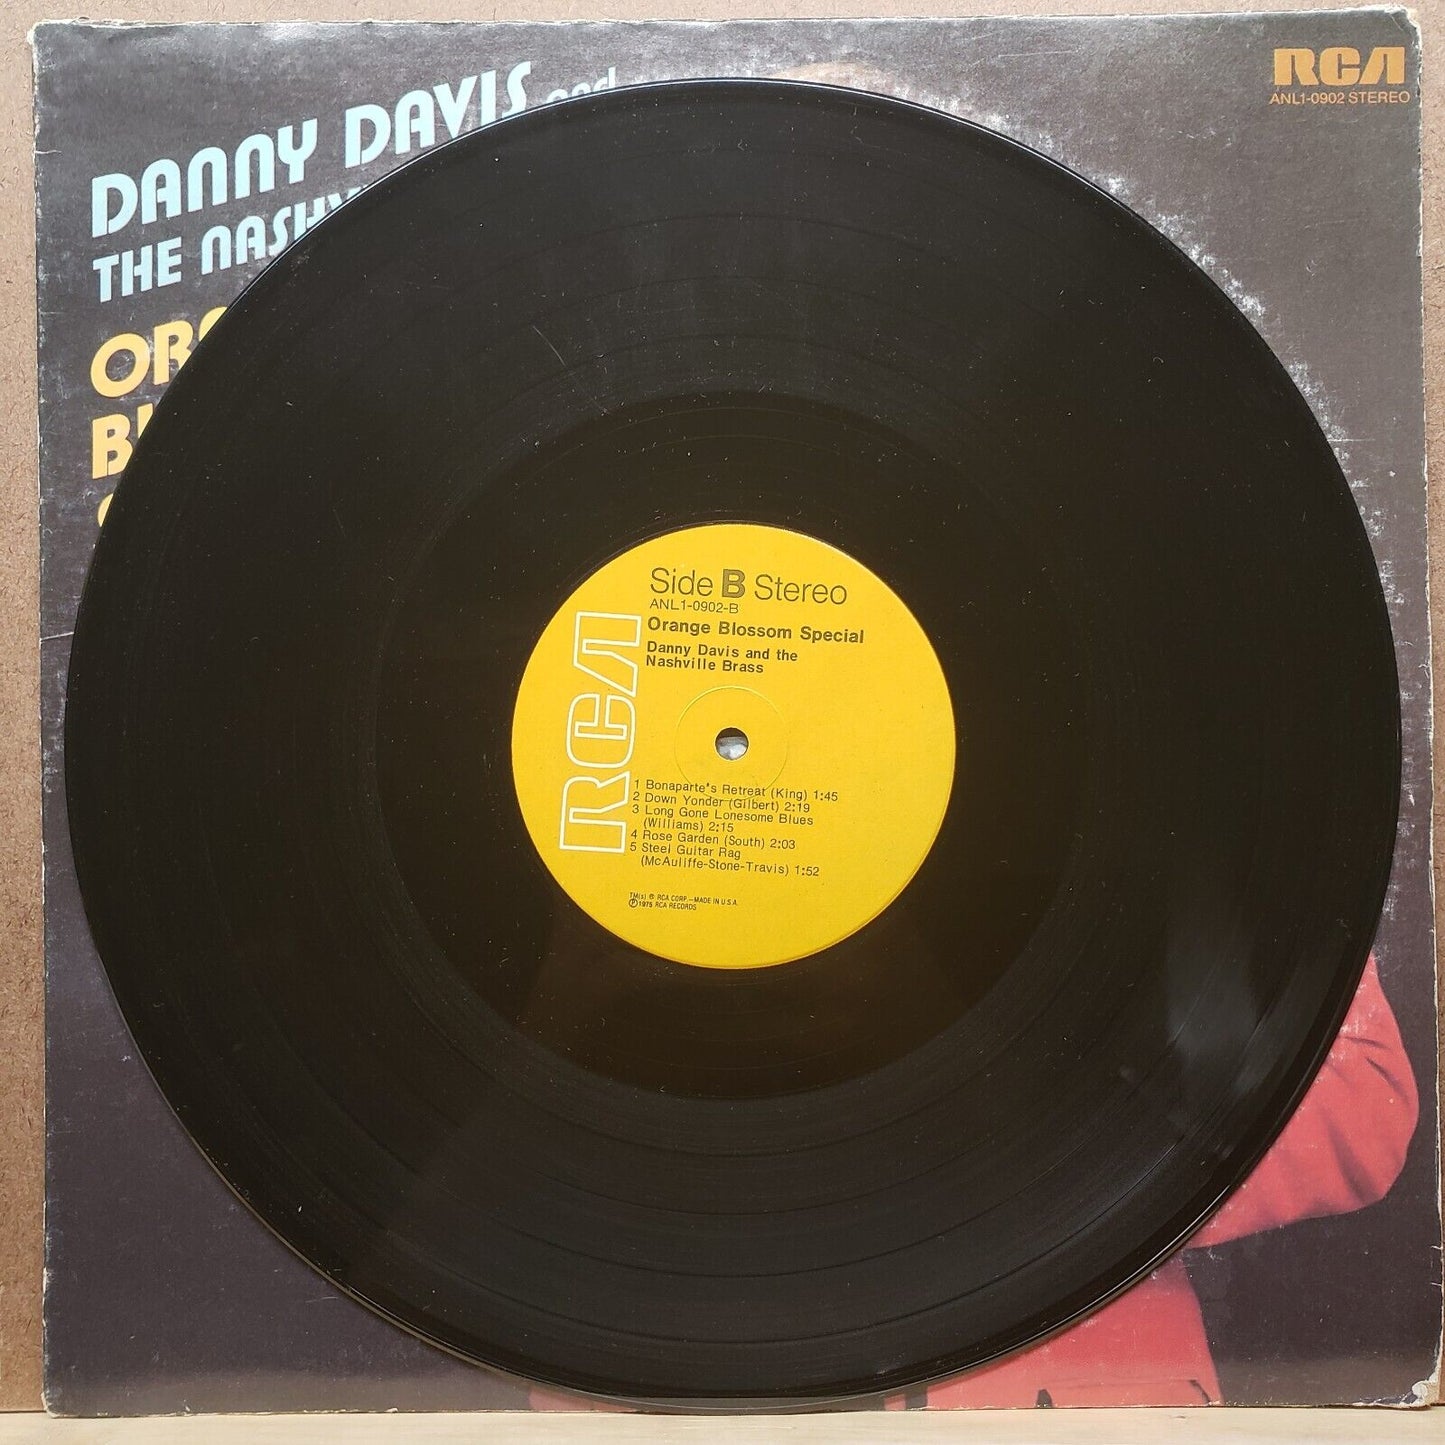 DANNY DAVIS and
THE NASHV
RCA
ANL1-0902 STEREO
OR
B
Side B Stereo
ANL1-0902-B
Orange Blossom Special
Danny Davis and the
Nashville Brass
RCA
1 Bonaparte's Retreat (King) 1:45
2 Down Yonder (Gilbert) 2:19
3 Long Gone Lonesome Blues
(Williams) 2:15
4 Rose Garden (South) 2:03
5 Steel Guitar Rag
(McAuliffe-Stone-Travis) 1:52
TM(s) ® RCA CORP.—MADE IN U.S.A.
℗1975 RCA RECORDS